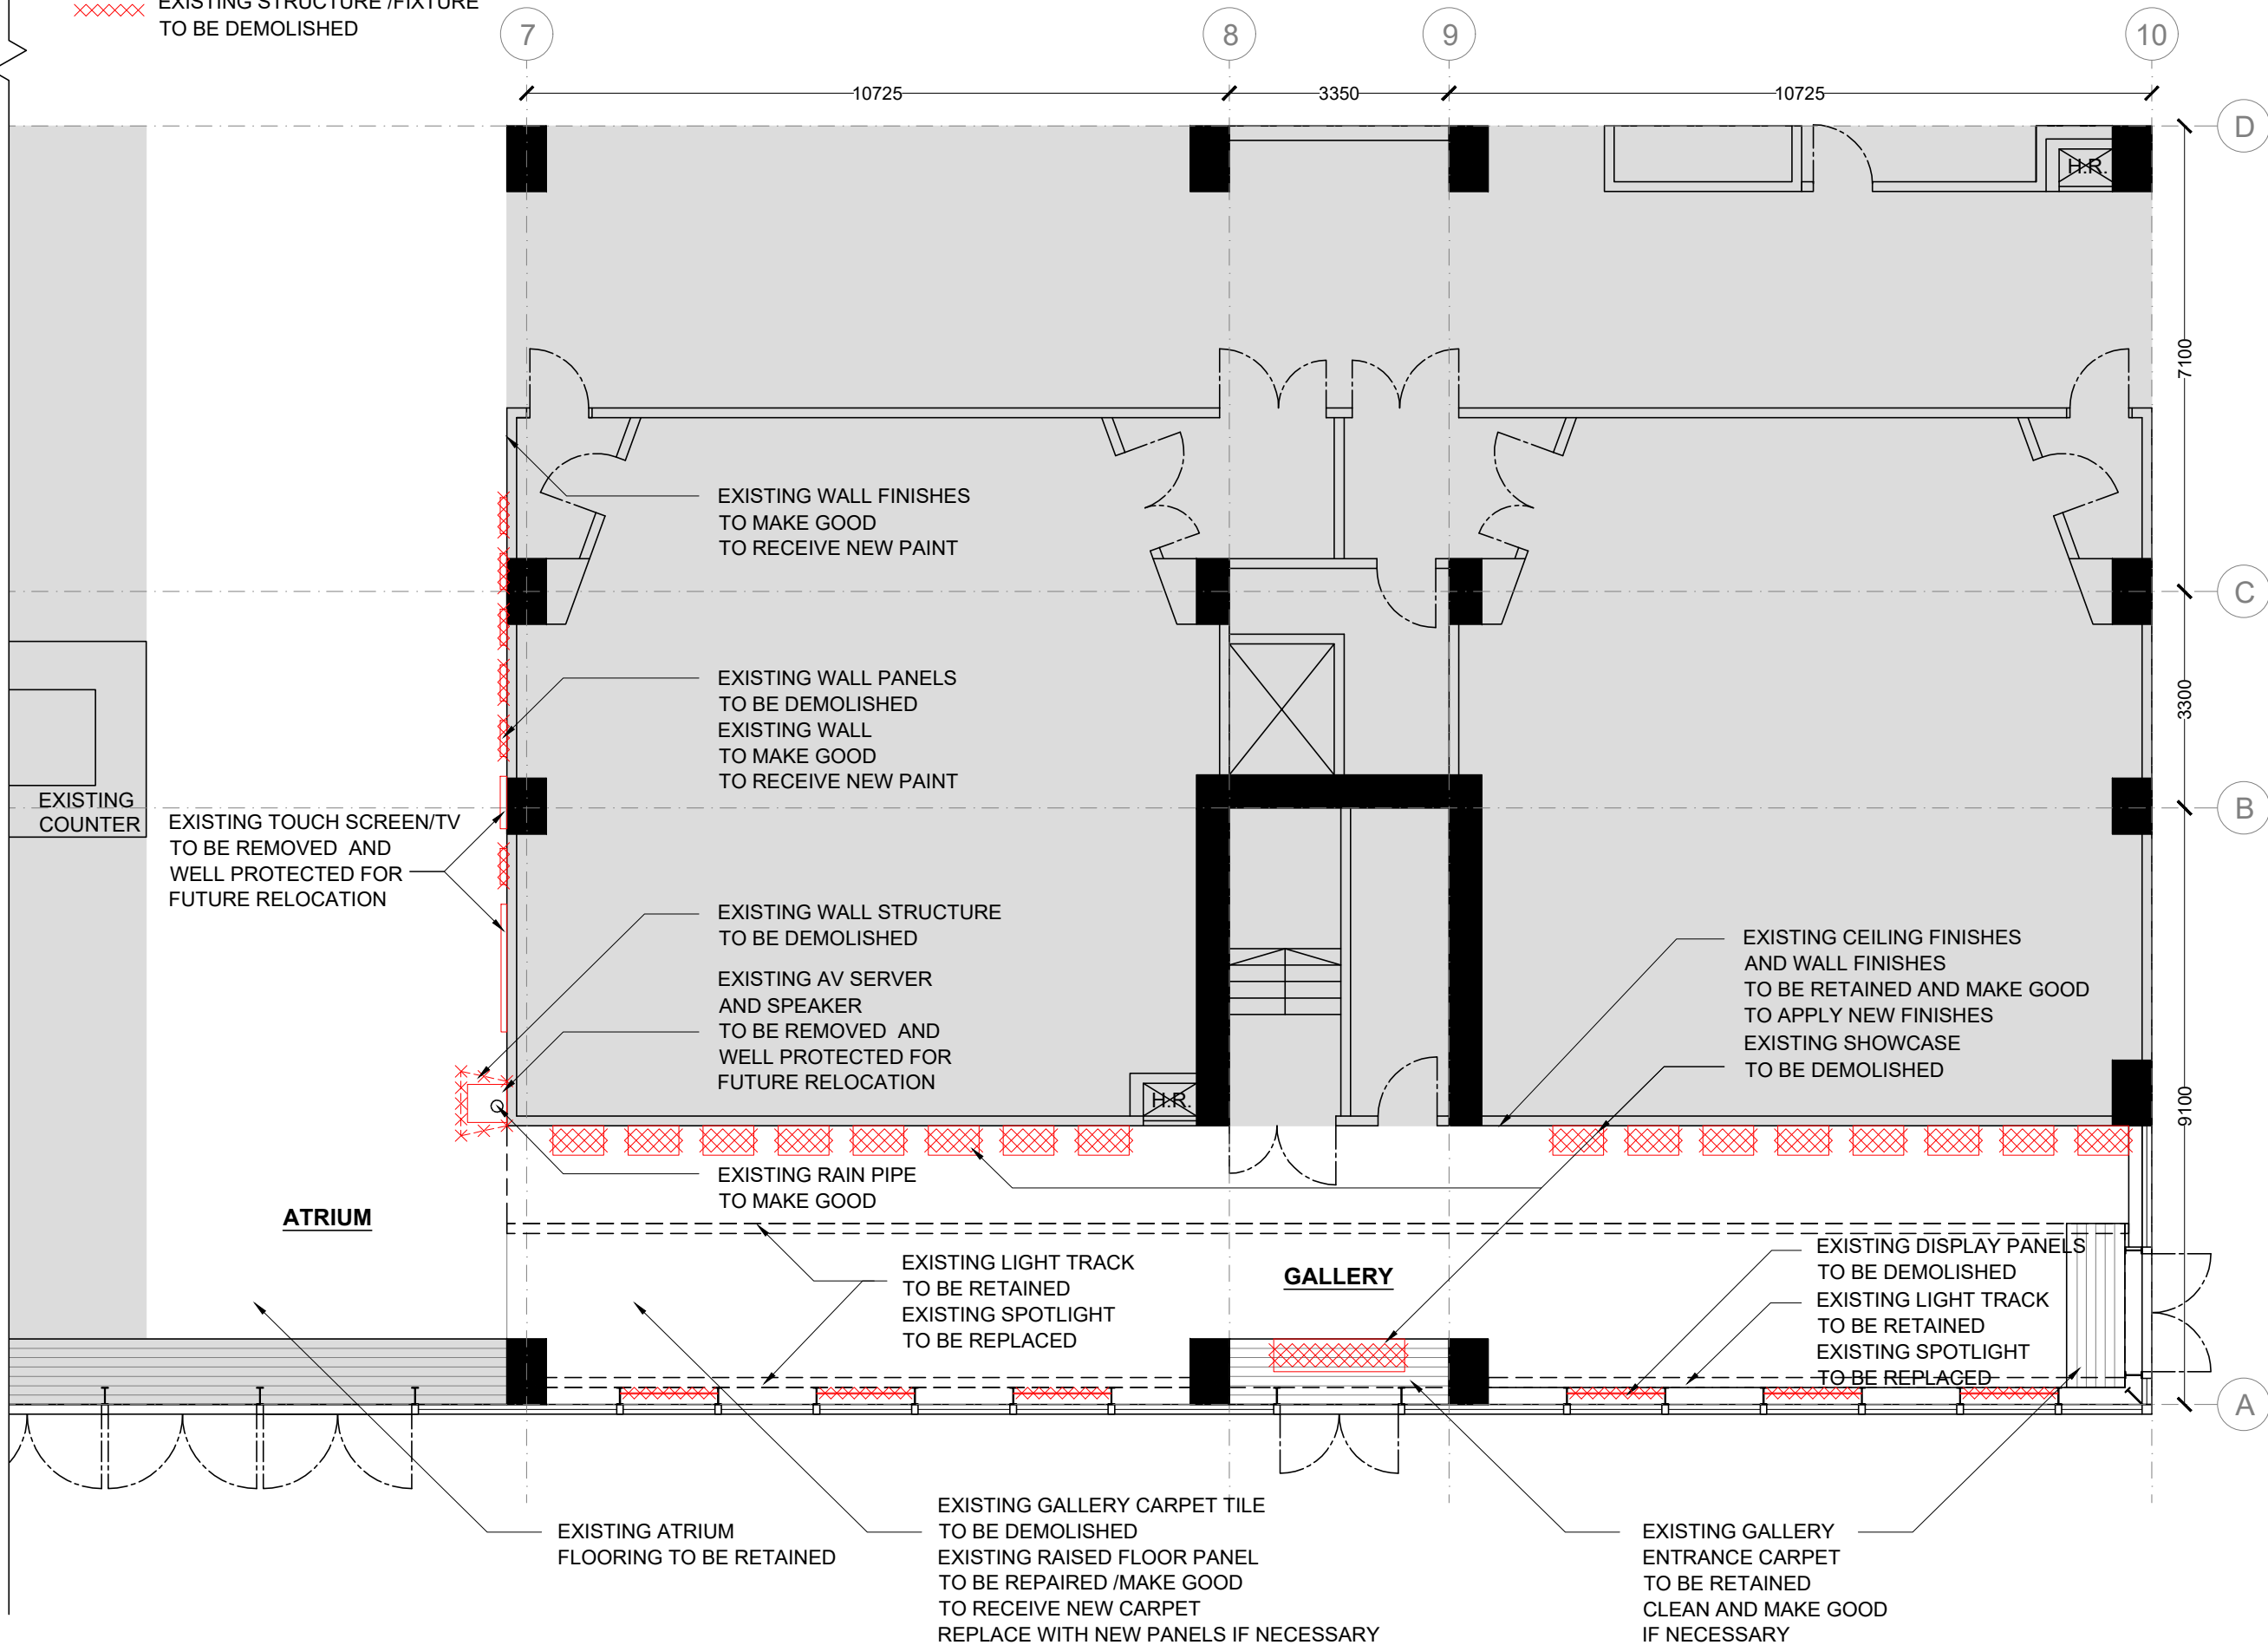 EXISTING STRUCTURE /FIXTURE
TO BE DEMOLISHED
7
8
9
10
10725
3350
10725
D
H.R.
7100
EXISTING WALL FINISHES
TO MAKE GOOD
TO RECEIVE NEW PAINT
C
EXISTING WALL PANELS
TO BE DEMOLISHED
EXISTING WALL
TO MAKE GOOD
TO RECEIVE NEW PAINT
3300
EXISTING
COUNTER
B
EXISTING TOUCH SCREEN/TV
TO BE REMOVED AND
WELL PROTECTED FOR
FUTURE RELOCATION
EXISTING WALL STRUCTURE
TO BE DEMOLISHED
EXISTING AV SERVER
AND SPEAKER
TO BE REMOVED AND
WELL PROTECTED FOR
FUTURE RELOCATION
EXISTING CEILING FINISHES
AND WALL FINISHES
TO BE RETAINED AND MAKE GOOD
TO APPLY NEW FINISHES
EXISTING SHOWCASE
TO BE DEMOLISHED
H.R.
9100
EXISTING RAIN PIPE
TO MAKE GOOD
ATRIUM
EXISTING LIGHT TRACK
TO BE RETAINED
EXISTING SPOTLIGHT
TO BE REPLACED
GALLERY
EXISTING DISPLAY PANELS
TO BE DEMOLISHED
EXISTING LIGHT TRACK
TO BE RETAINED
EXISTING SPOTLIGHT
TO BE REPLACED
A
EXISTING ATRIUM
FLOORING TO BE RETAINED
EXISTING GALLERY CARPET TILE
TO BE DEMOLISHED
EXISTING RAISED FLOOR PANEL
TO BE REPAIRED /MAKE GOOD
TO RECEIVE NEW CARPET
REPLACE WITH NEW PANELS IF NECESSARY
EXISTING GALLERY
ENTRANCE CARPET
TO BE RETAINED
CLEAN AND MAKE GOOD
IF NECESSARY